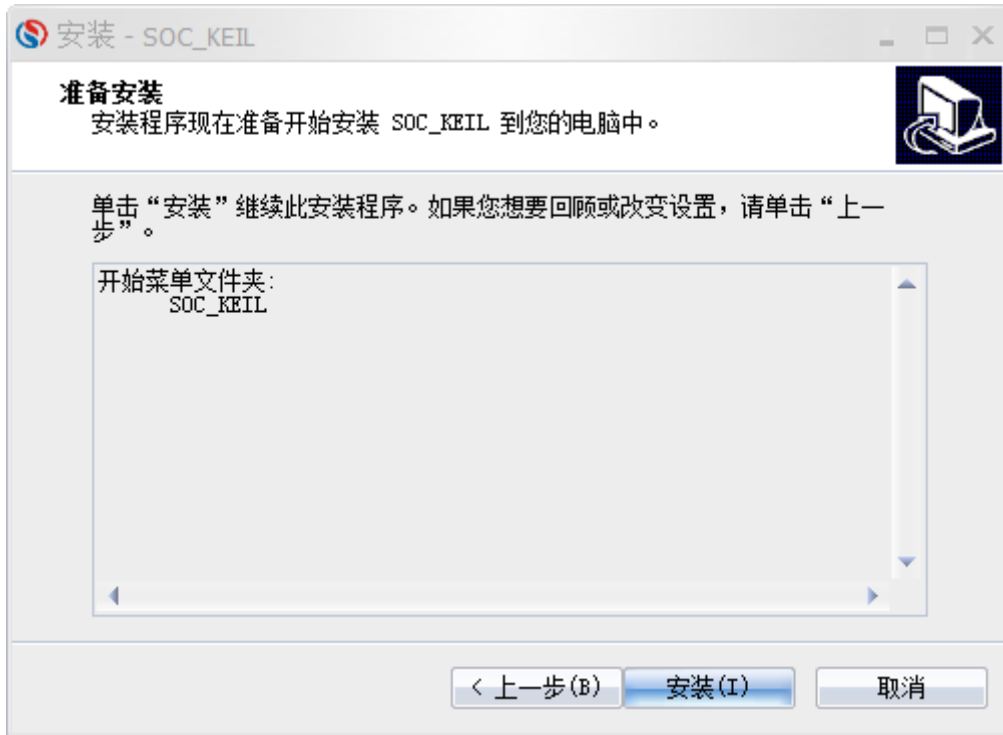 安装 - SOC_KEIL
准备安装
安装程序现在准备开始安装 SOC_KEIL 到您的电脑中。
单击“安装”继续此安装程序。如果您想要回顾或改变设置，请单击“上一
步”。
开始菜单文件夹:
SOC_KEIL
< 上一步(B)
安装(I)
取消